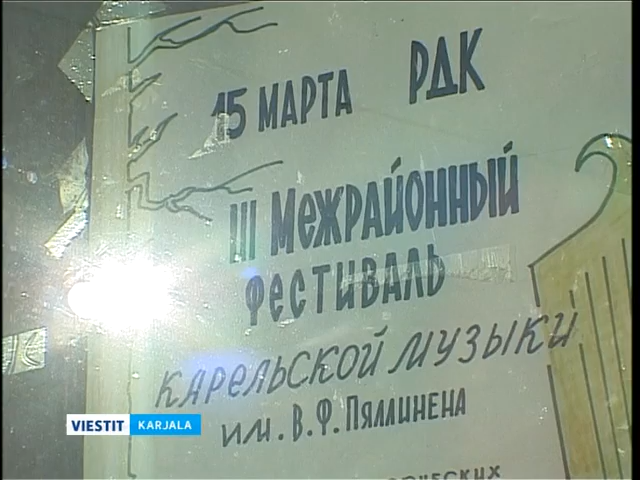 15 МАРТА РДК
III МЕЖРАЙОННЫЙ
ФЕСТИВАЛЬ
КАРЕЛЬСКОЙ МУЗЫКИ
ИМ. В.Ф. ПЯЛЛИНЕНА
VIESTIT KARJALA